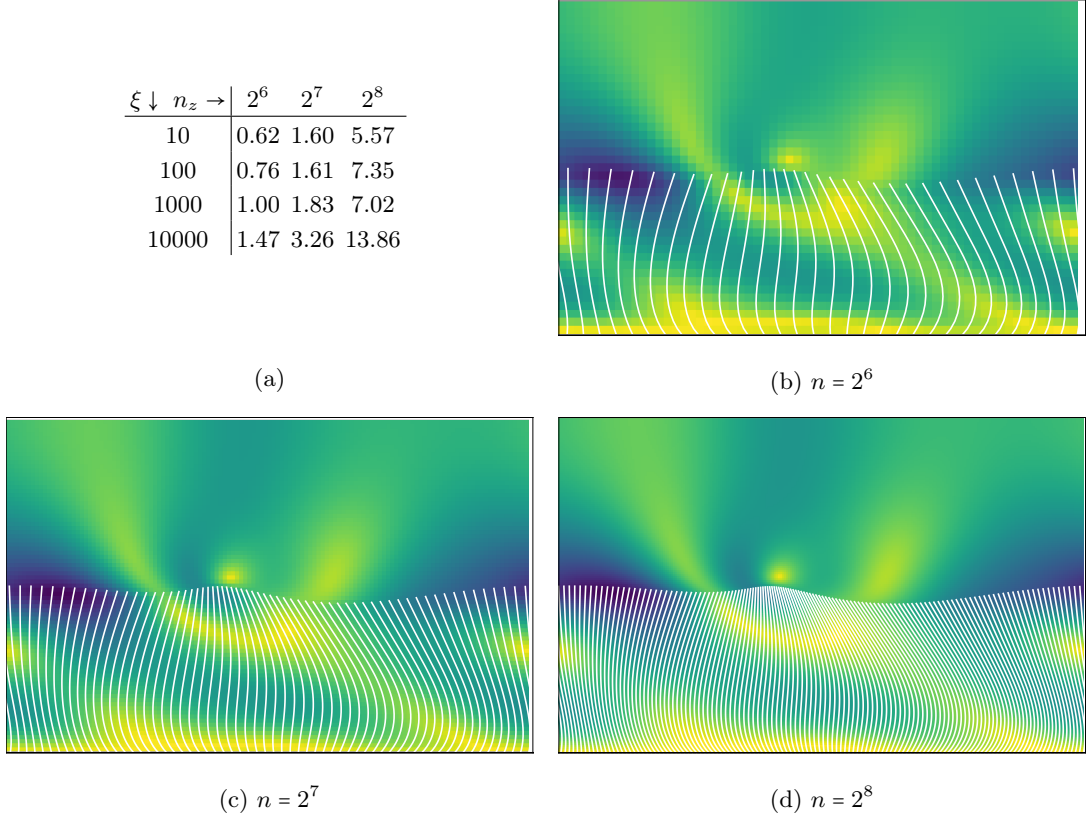 ξ ↓ n_z → 2^6 2^7 2^8
10 0.62 1.60 5.57
100 0.76 1.61 7.35
1000 1.00 1.83 7.02
10000 1.47 3.26 13.86
(a)
(b) n = 2^6
(c) n = 2^7
(d) n = 2^8